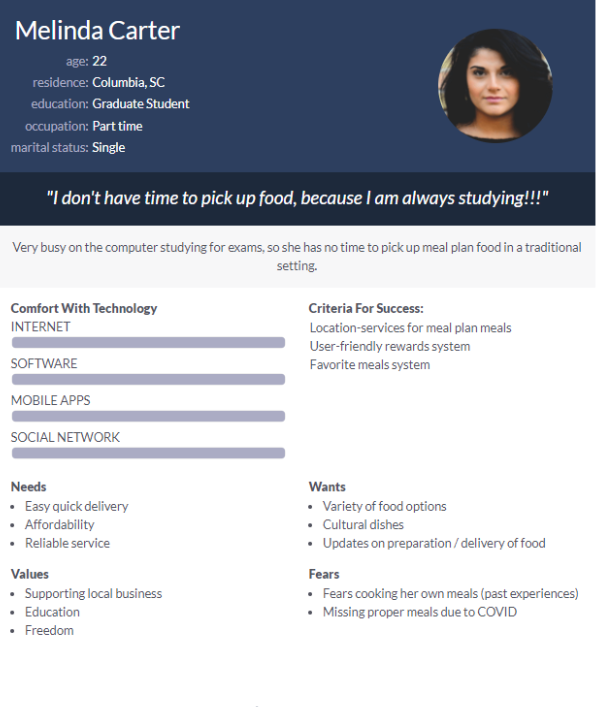 Melinda Carter
age: 22
residence: Columbia, SC
education: Graduate Student
occupation: Part time
marital status: Single
"I don't have time to pick up food, because I am always studying!!!"
Very busy on the computer studying for exams, so she has no time to pick up meal plan food in a traditional
setting.
Comfort With Technology
INTERNET
SOFTWARE
MOBILE APPS
SOCIAL NETWORK
Criteria For Success:
Location-services for meal plan meals
User-friendly rewards system
Favorite meals system
Needs
• Easy quick delivery
• Affordability
• Reliable service
Wants
• Variety of food options
• Cultural dishes
• Updates on preparation / delivery of food
Values
• Supporting local business
• Education
• Freedom
Fears
• Fears cooking her own meals (past experiences)
• Missing proper meals due to COVID